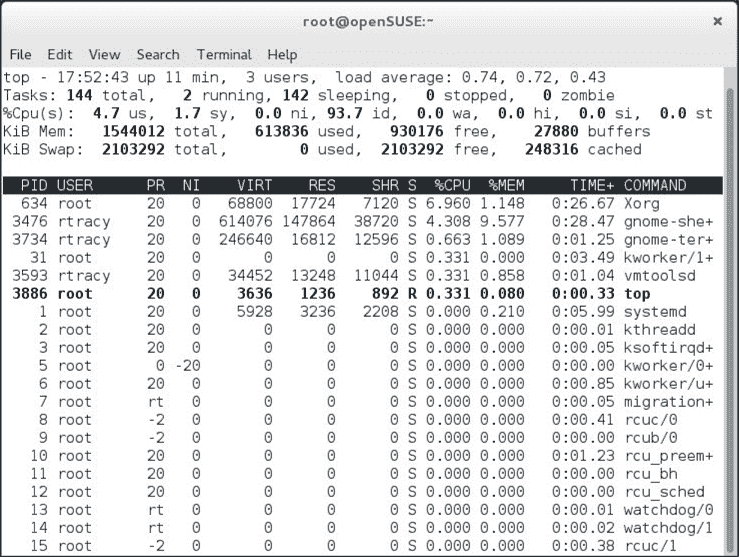 root@openSUSE:~
×
File Edit View Search Terminal Help
top - 17:52:43 up 11 min, 3 users, load average: 0.74, 0.72, 0.43
Tasks: 144 total, 2 running, 142 sleeping, 0 stopped, 0 zombie
%Cpu(s): 4.7 us, 1.7 sy, 0.0 ni, 93.7 id, 0.0 wa, 0.0 hi, 0.0 si, 0.0 st
KiB Mem: 1544012 total, 613836 used, 930176 free, 27880 buffers
KiB Swap: 2103292 total, 0 used, 2103292 free, 248316 cached
PID USER PR NI VIRT RES SHR S %CPU %MEM TIME+ COMMAND
634 root 20 0 68800 17724 7120 S 6.960 1.148 0:26.67 Xorg
3476 rtracy 20 0 614076 147864 38720 S 4.308 9.577 0:28.47 gnome-she+
3734 rtracy 20 0 246640 16812 12596 S 0.663 1.089 0:01.25 gnome-ter+
31 root 20 0 0 0 0 S 0.331 0.000 0:03.49 kworker/1+
3593 rtracy 20 0 34452 13248 11044 S 0.331 0.858 0:01.04 vmtoolsd
3886 root 20 0 3636 1236 892 R 0.331 0.080 0:00.33 top
1 root 20 0 5928 3236 2208 S 0.000 0.210 0:05.99 systemd
2 root 20 0 0 0 0 S 0.000 0.000 0:00.01 kthreadd
3 root 20 0 0 0 0 S 0.000 0.000 0:00.05 ksoftirqd+
5 root 0 -20 0 0 0 S 0.000 0.000 0:00.00 kworker/0+
6 root 20 0 0 0 0 S 0.000 0.000 0:00.85 kworker/u+
7 root rt 0 0 0 0 S 0.000 0.000 0:00.05 migration+
8 root -2 0 0 0 0 S 0.000 0.000 0:00.41 rcuc/0
9 root -2 0 0 0 0 S 0.000 0.000 0:00.00 rcub/0
10 root 20 0 0 0 0 S 0.000 0.000 0:01.23 rcu_preem+
11 root 20 0 0 0 0 S 0.000 0.000 0:00.00 rcu_bh
12 root 20 0 0 0 0 S 0.000 0.000 0:00.00 rcu_sched
13 root rt 0 0 0 0 S 0.000 0.000 0:00.01 watchdog/0
14 root rt 0 0 0 0 S 0.000 0.000 0:00.02 watchdog/1
15 root -2 0 0 0 0 S 0.000 0.000 0:00.38 rcuc/1